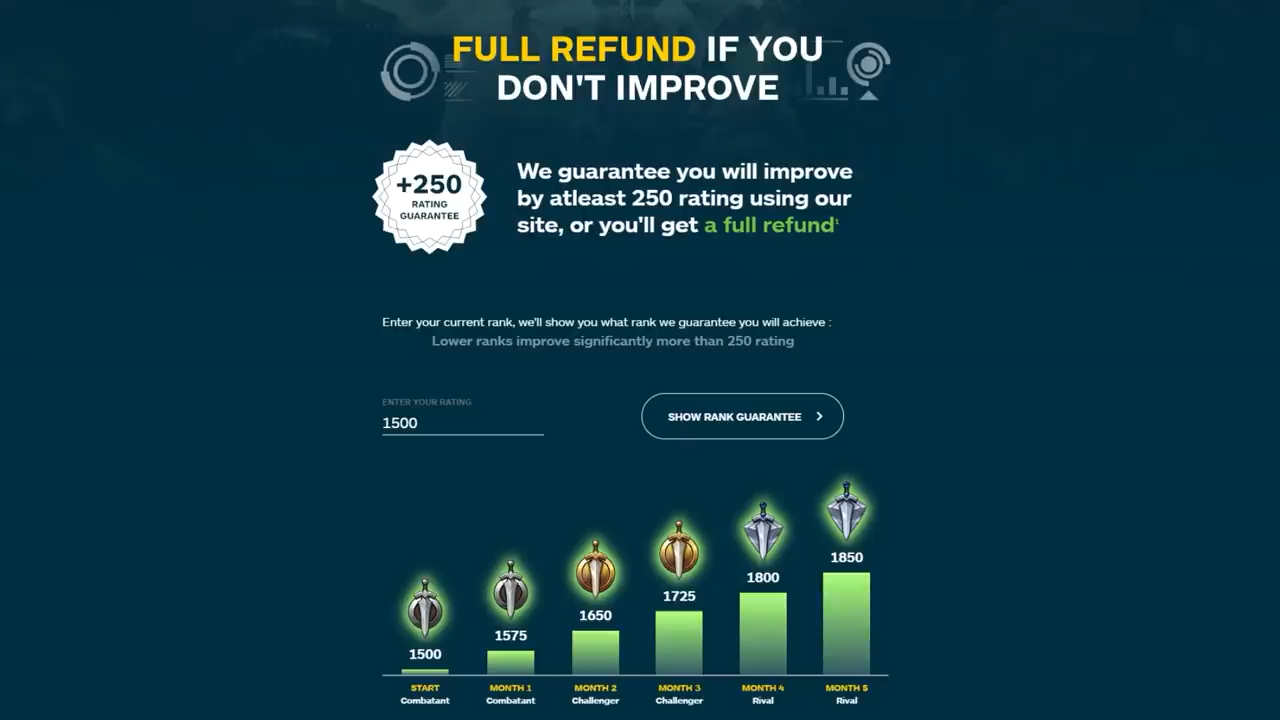 FULL REFUND IF YOU
DON'T IMPROVE
+250
RATING
GUARANTEE
We guarantee you will improve
by atleast 250 rating using our
site, or you'll get a full refund¹
Enter your current rank, we'll show you what rank we guarantee you will achieve :
Lower ranks improve significantly more than 250 rating
ENTER YOUR RATING
1500
SHOW RANK GUARANTEE
1500
1575
1650
1725
1800
1850
START
Combatant
MONTH 1
Combatant
MONTH 2
Challenger
MONTH 3
Challenger
MONTH 4
Rival
MONTH 5
Rival